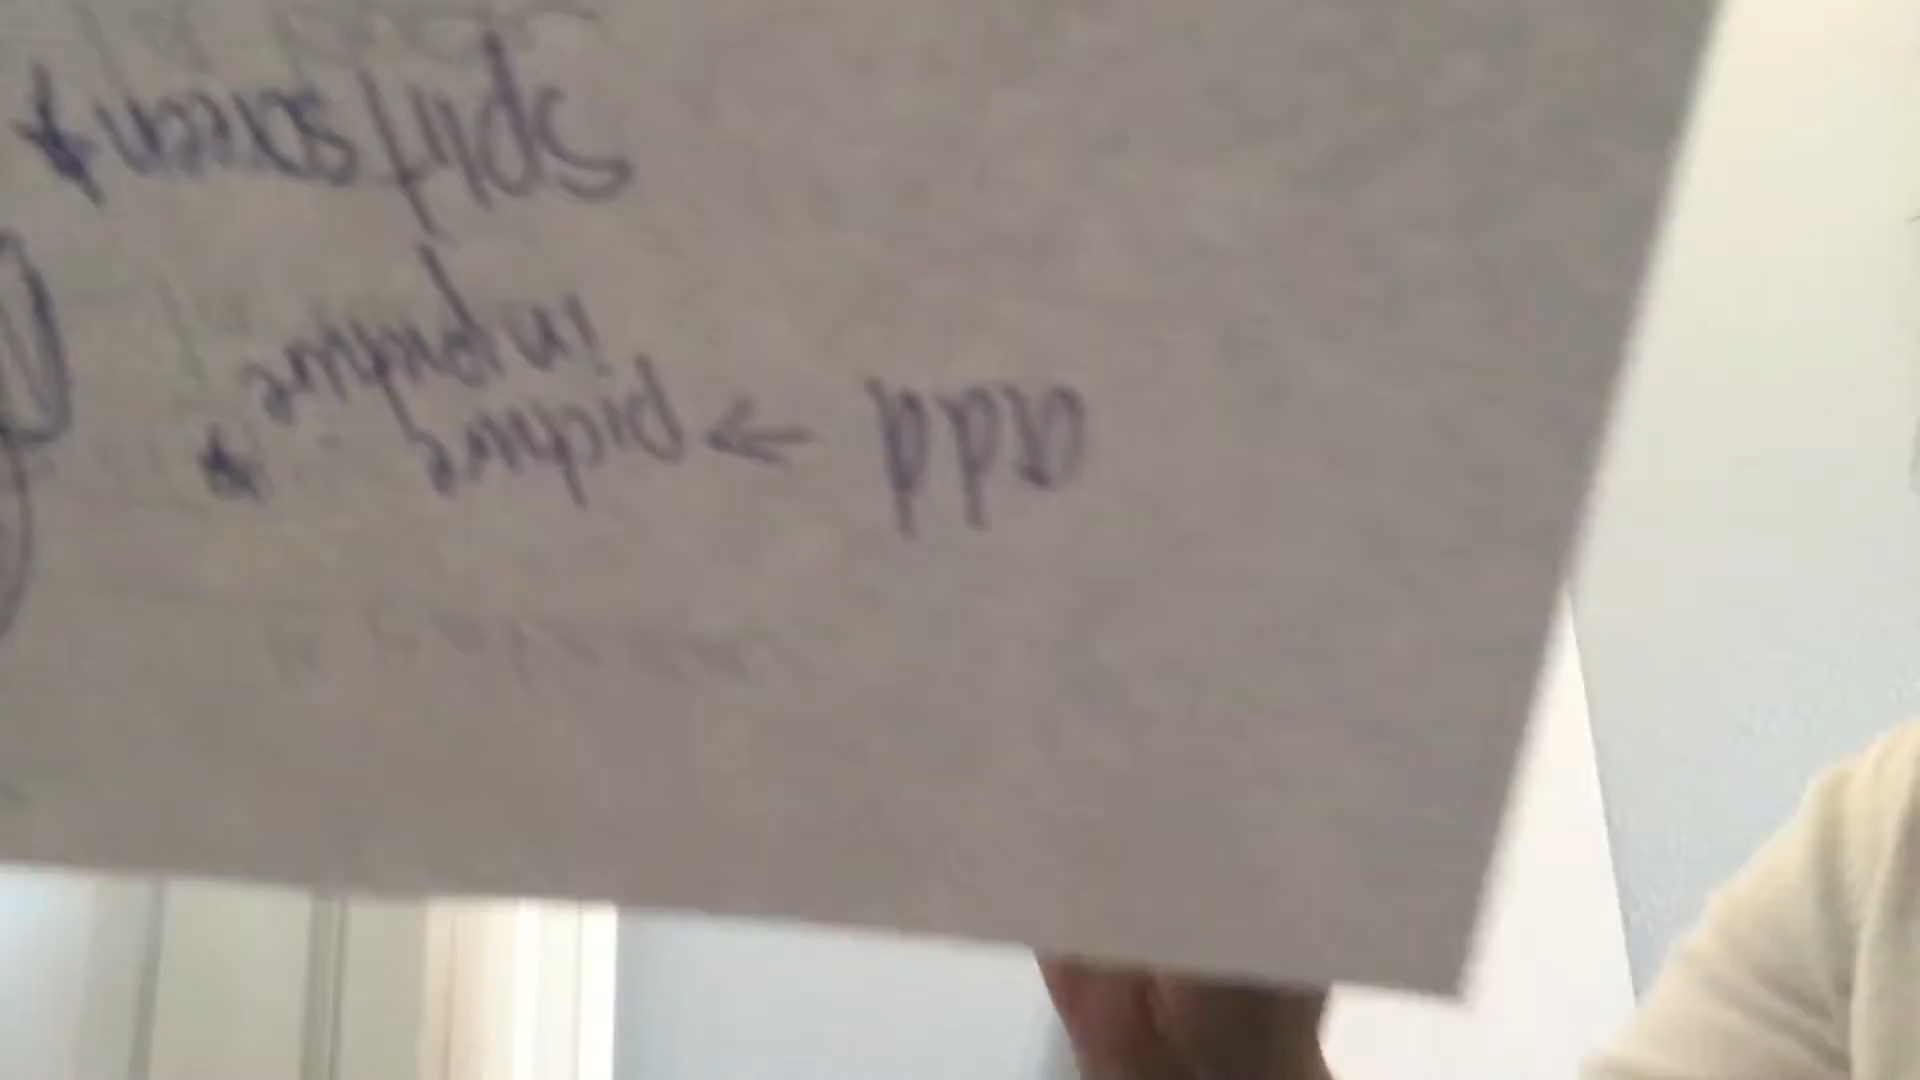 add → picture
in picture *
split screen *